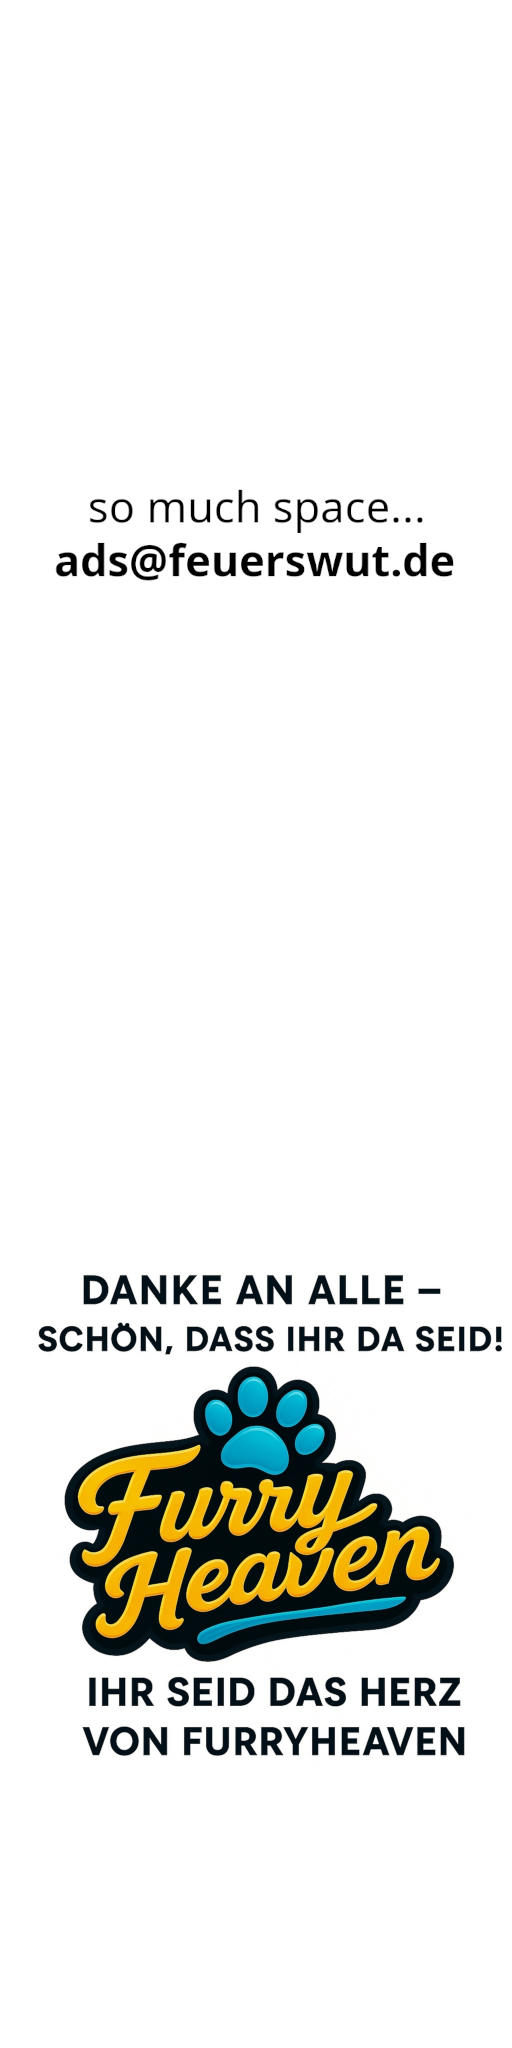 so much space...
ads@feuerswut.de
DANKE AN ALLE –
SCHÖN, DASS IHR DA SEID!
Furry
Heaven
IHR SEID DAS HERZ
VON FURRYHEAVEN